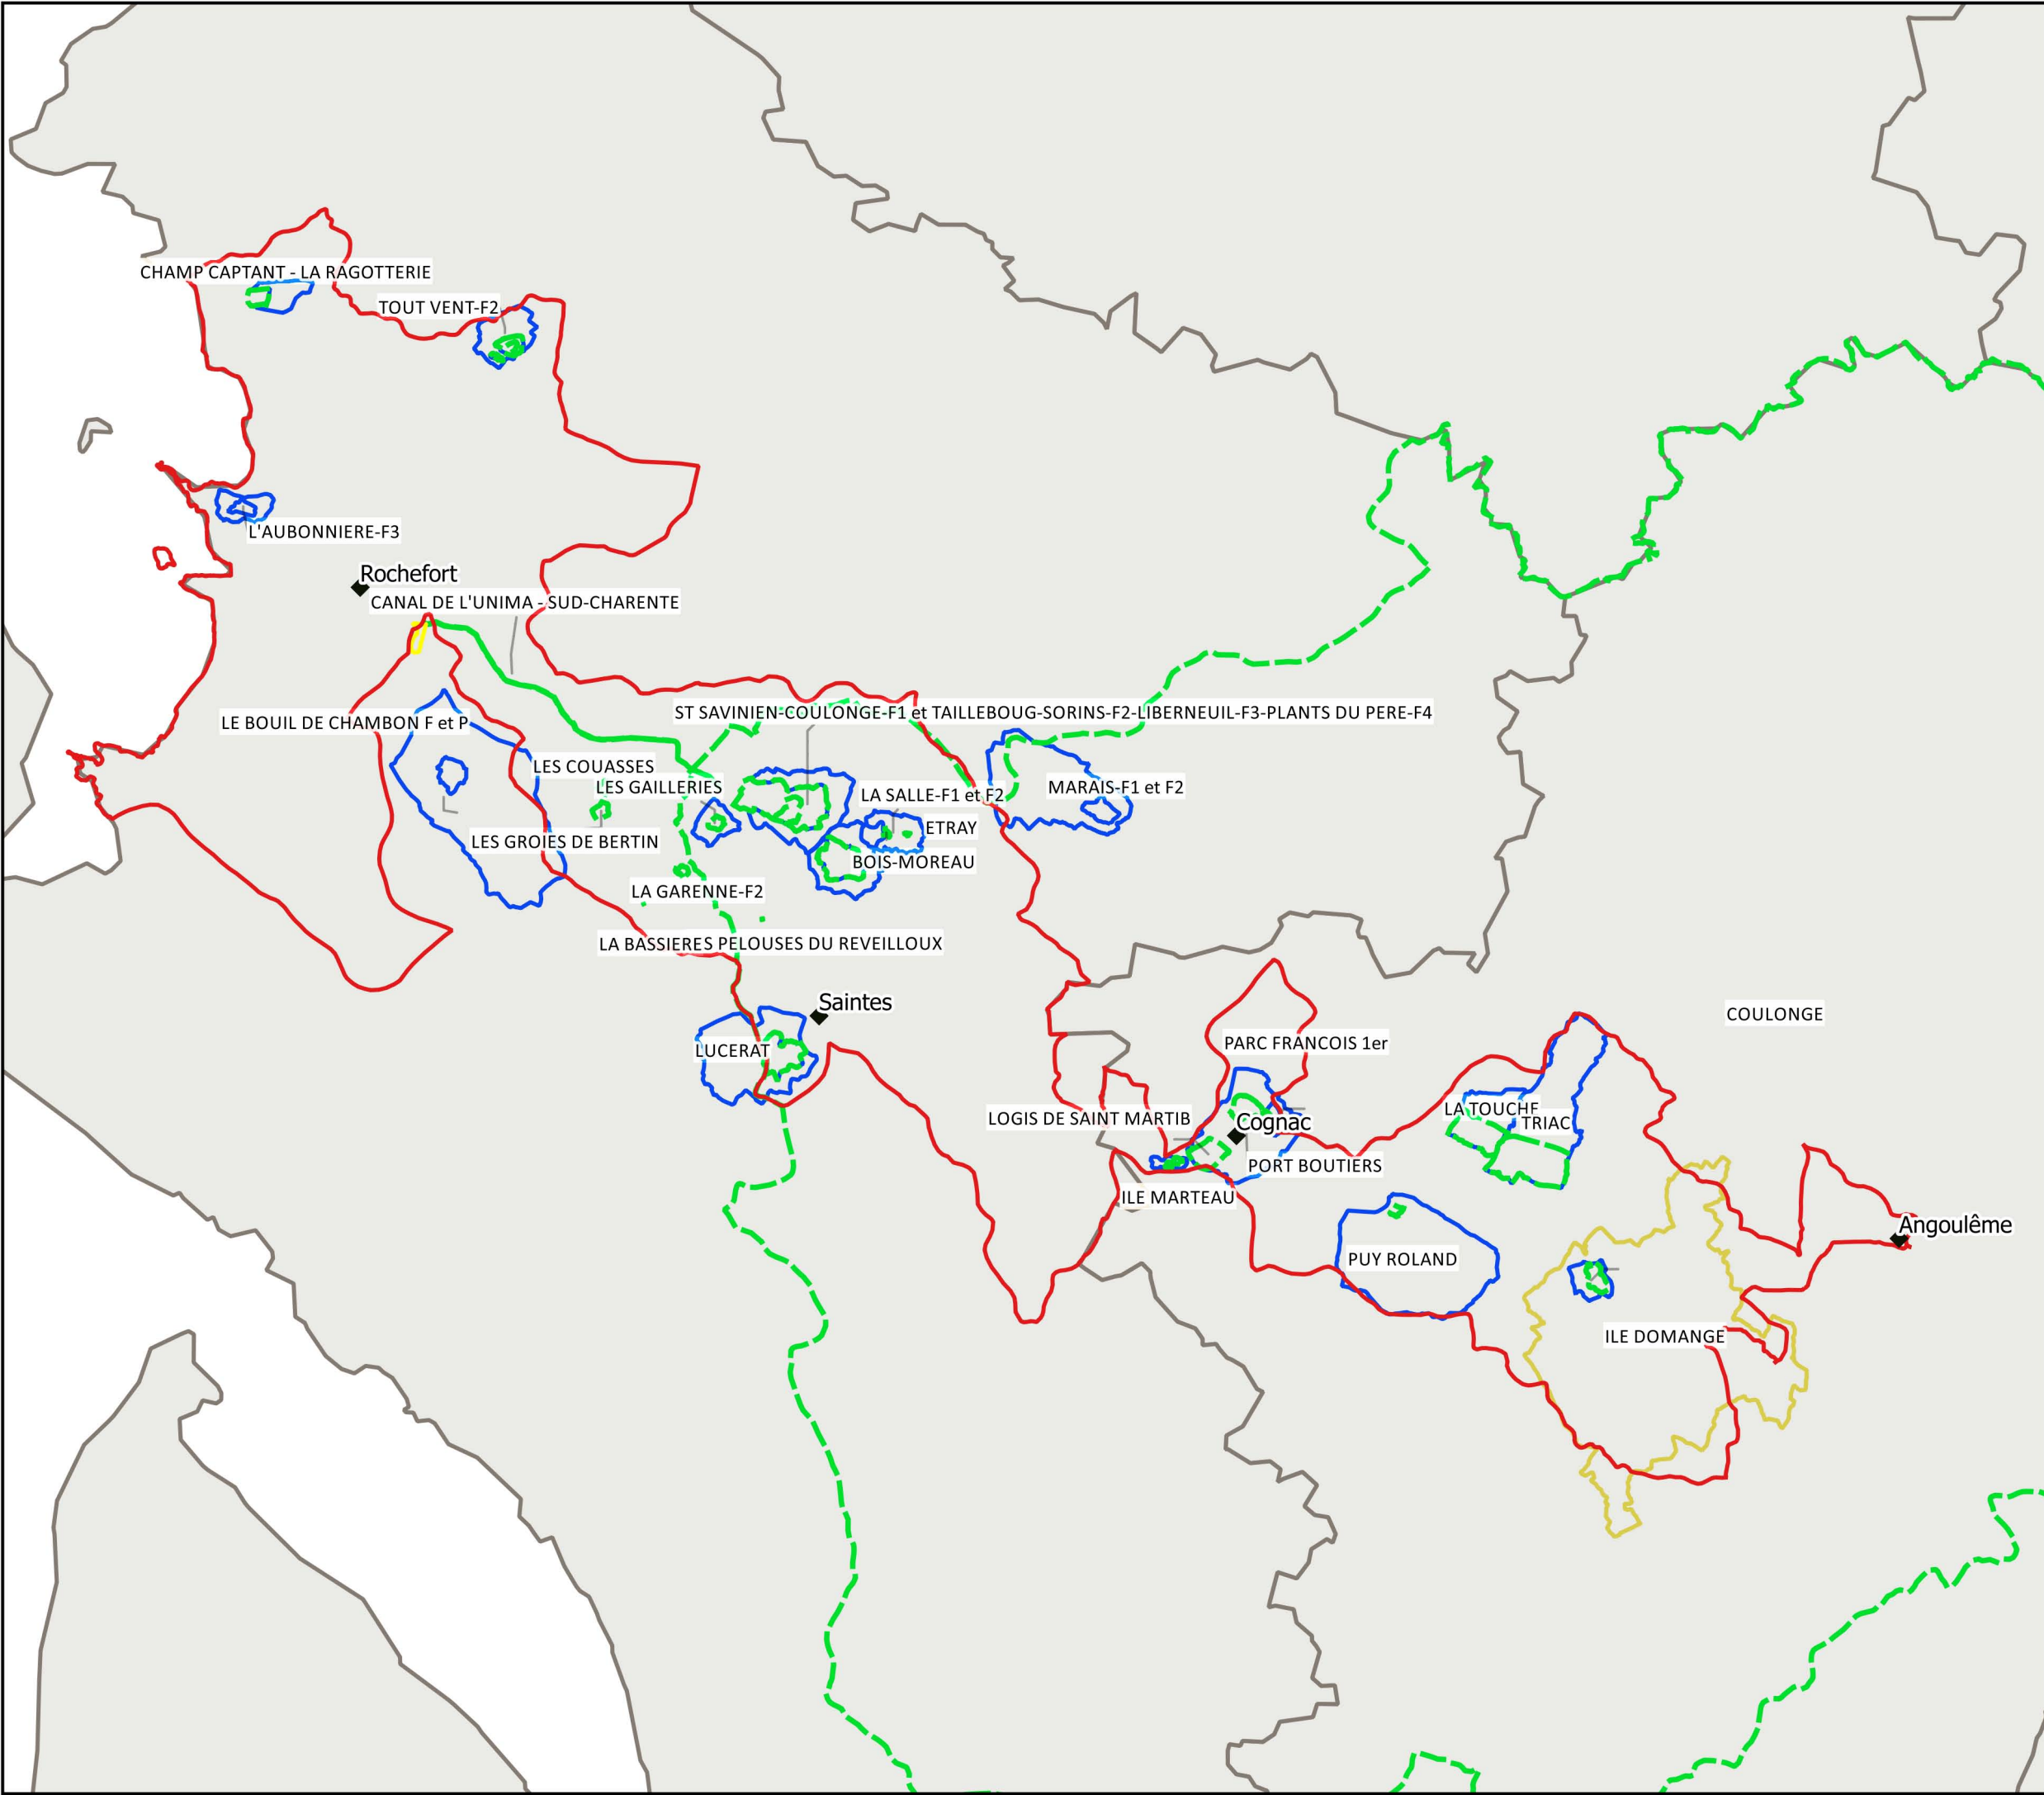 CHAMP CAPTANT - LA RAGOTTERIE
TOUT VENT-F2
L'AUBONNIERE-F3
Rochefort
CANAL DE L'UNIMA - SUD-CHARENTE
ST SAVINIEN-COULONGE-F1 et TAILLEBOUG-SORINS-F2-LIBERNEUIL-F3-PLANTS DU PERE-F4
LE BOUIL DE CHAMBON F et P
LES COUASSES
LES GAILLERIES
MARAIS-F1 et F2
LA SALLE-F1 et F2
ETRAY
LES GROIES DE BERTIN
BOIS-MOREAU
LA GARENNE-F2
LA BASSIERES PELOUSES DU REVEILLOUX
Saintes
COULONGE
PARC FRANCOIS 1er
LUCERAT
LA TOUCHE
LOGIS DE SAINT MARTIB
Cognac
TRIAC
PORT BOUTIERS
ILE MARTEAU
Angoulême
PUY ROLAND
ILE DOMANGE